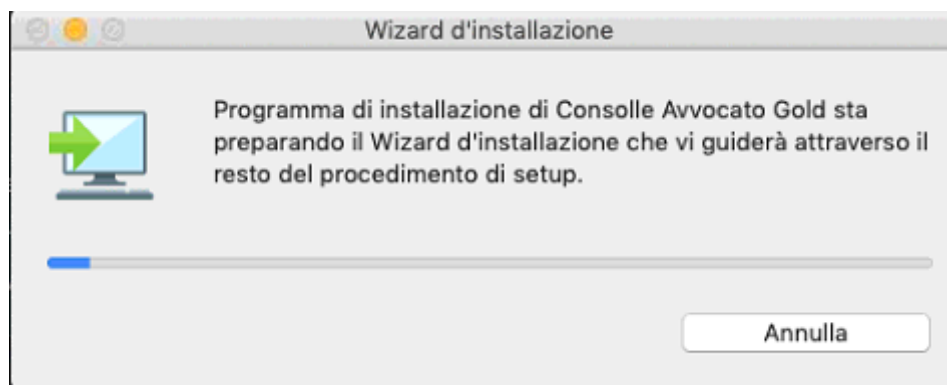 Wizard d'installazione
Programma di installazione di Consolle Avvocato Gold sta
preparando il Wizard d'installazione che vi guiderà attraverso il
resto del procedimento di setup.
Annulla